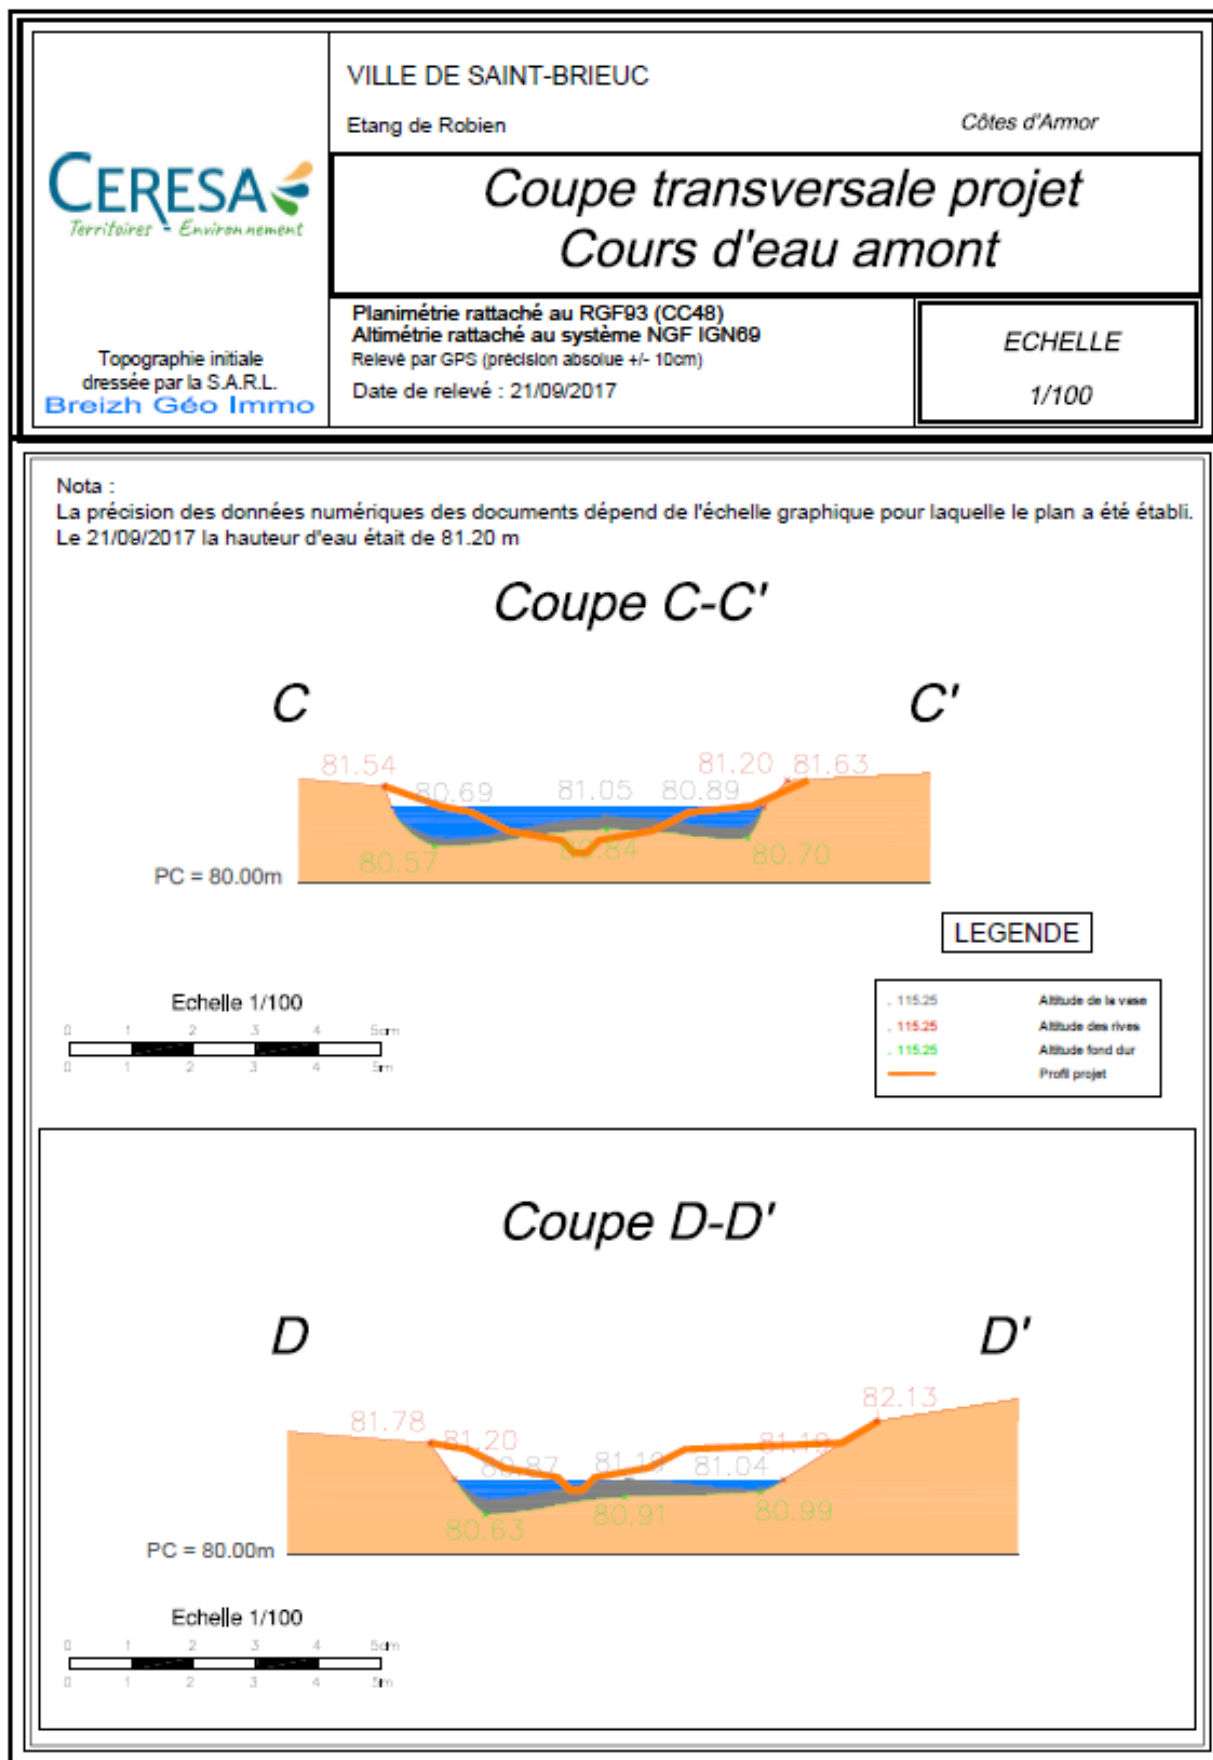 VILLE DE SAINT-BRIEUC
Etang de Robien
Côtes d'Armor
CERESA
Territoires - Environnement
Coupe transversale projet
Cours d'eau amont
Topographie initiale
dressée par la S.A.R.L.
Breizh Géo Immo
Planimétrie rattaché au RGF93 (CC48)
Altimétrie rattaché au système NGF IGN69
Relevé par GPS (précision absolue +/- 10cm)
Date de relevé : 21/09/2017
ECHELLE
1/100
Nota :
La précision des données numériques des documents dépend de l'échelle graphique pour laquelle le plan a été établi.
Le 21/09/2017 la hauteur d'eau était de 81.20 m
Coupe C-C'
C
C'
81.54
81.20
81.63
80.69
81.05
80.89
80.57
80.84
80.70
PC = 80.00m
LEGENDE
. 115.25 Altitude de la vase
. 115.25 Altitude des rives
. 115.25 Altitude fond dur
Profil projet
Echelle 1/100
0 1 2 3 4 5cm
0 1 2 3 4 5m
Coupe D-D'
D
D'
82.13
81.78
81.20
81.19
80.87
81.04
80.63
80.91
80.99
PC = 80.00m
Echelle 1/100
0 1 2 3 4 5cm
0 1 2 3 4 5m